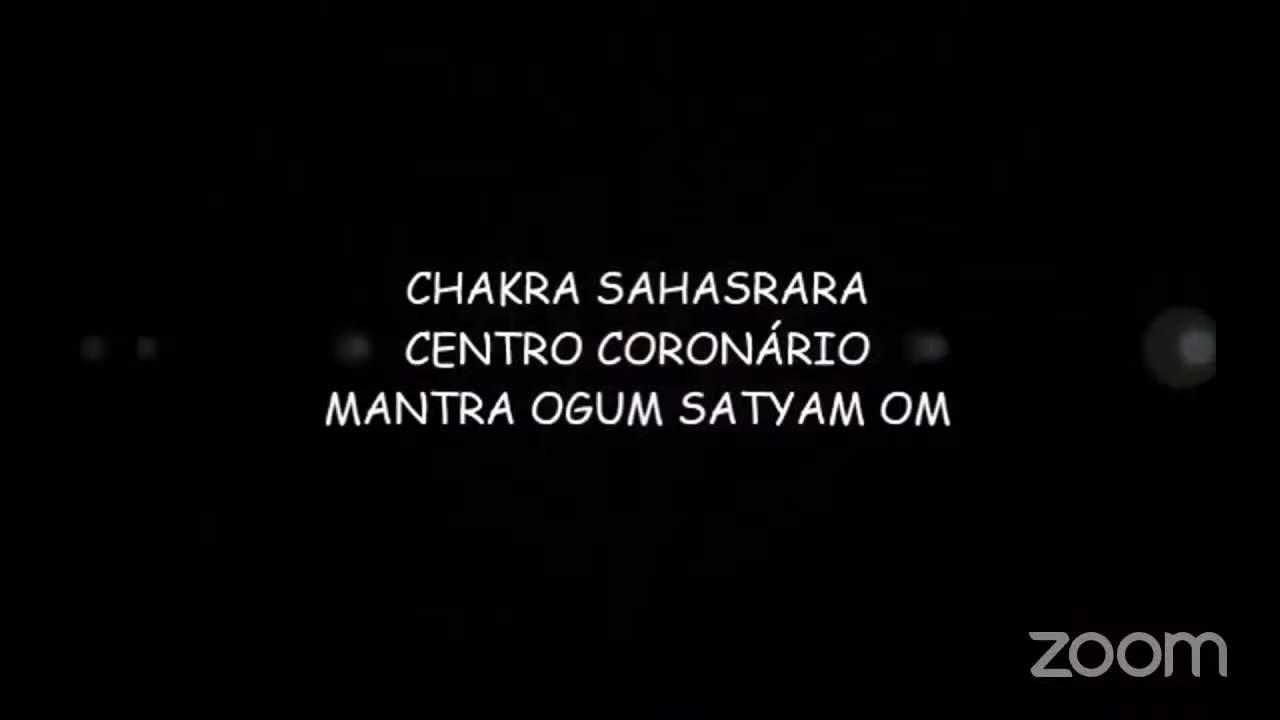 CHAKRA SAHASRARA
CENTRO CORONÁRIO
MANTRA OGUM SATYAM OM
zoom